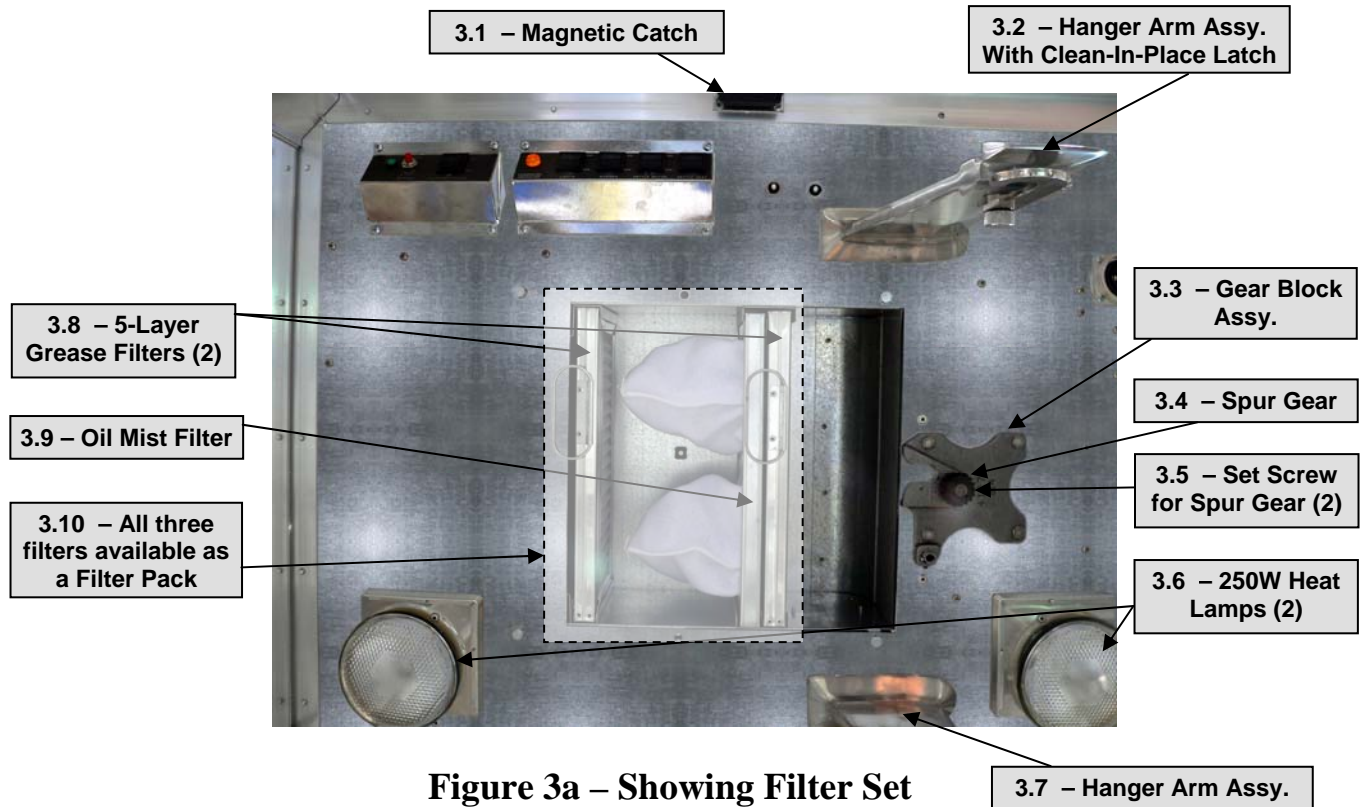 3.1 – Magnetic Catch
3.2 – Hanger Arm Assy.
With Clean-In-Place Latch
3.3 – Gear Block
Assy.
3.8 – 5-Layer
Grease Filters (2)
3.4 – Spur Gear
3.9 – Oil Mist Filter
3.5 – Set Screw
for Spur Gear (2)
3.10 – All three
filters available as
a Filter Pack
3.6 – 250W Heat
Lamps (2)
Figure 3a – Showing Filter Set
3.7 – Hanger Arm Assy.